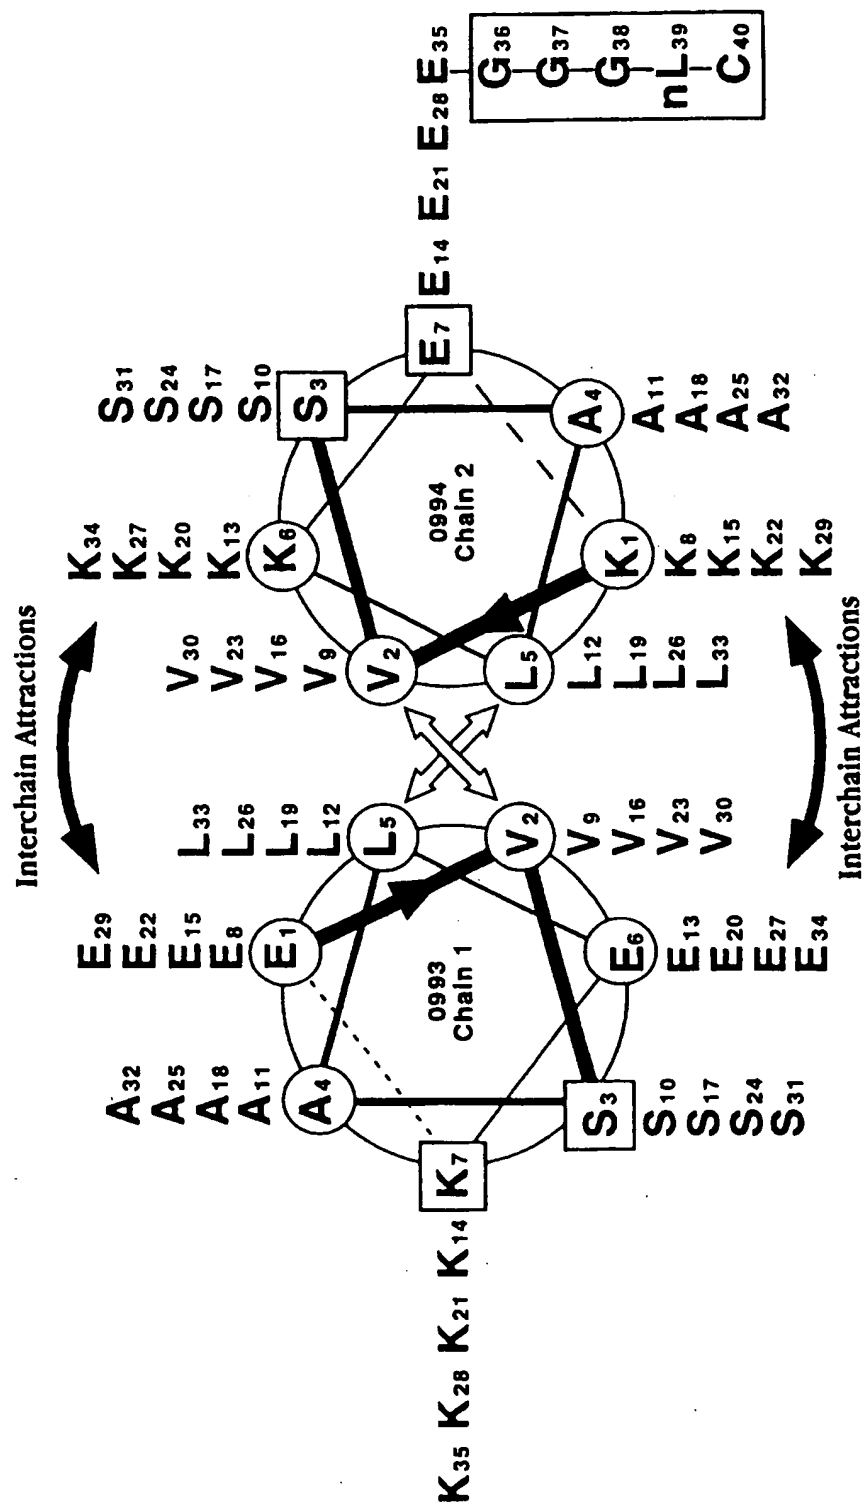 Interchain Attractions
E29
E22
E15
E8
E1
L33
L26
L19
L12
L5
A32
A25
A18
A11
A4
0993
Chain 1
K35 K28 K21 K14 K7
S3
S10
S17
S24
S31
E6
E13
E20
E27
E34
V2
V9
V16
V23
V30
K34
K27
K20
K13
K6
V30
V23
V16
V9
V2
S31
S24
S17
S10
S3
0994
Chain 2
E7 E14 E21 E28 E35
G36
G37
G38
nL39
C40
L5
L12
L19
L26
L33
K1
K8
K15
K22
K29
A4
A11
A18
A25
A32
Interchain Attractions